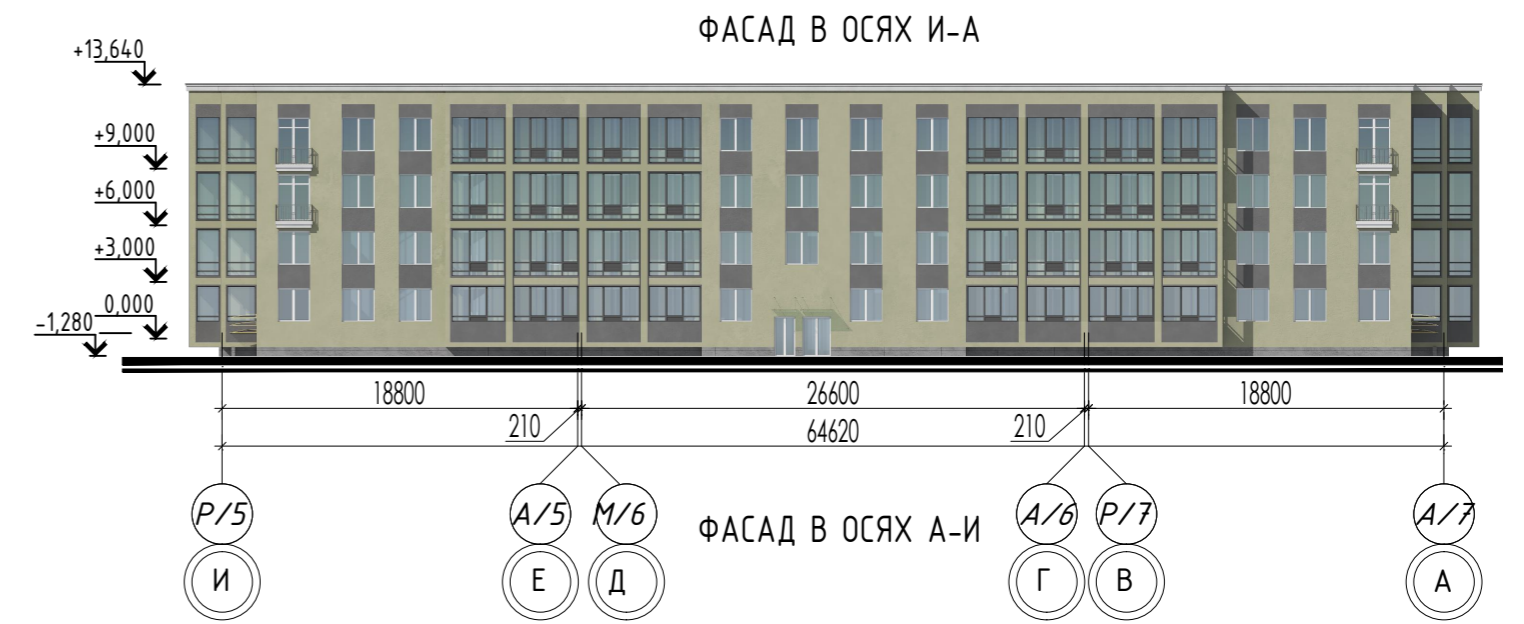 ФАСАД В ОСЯХ И-А
+13,640
+9,000
+6,000
+3,000
0,000
-1,280
18800
26600
18800
210
64620
210
Р/5
А/5
М/6
А/6
Р/7
А/7
ФАСАД В ОСЯХ А-И
И
Е
Д
Г
В
А